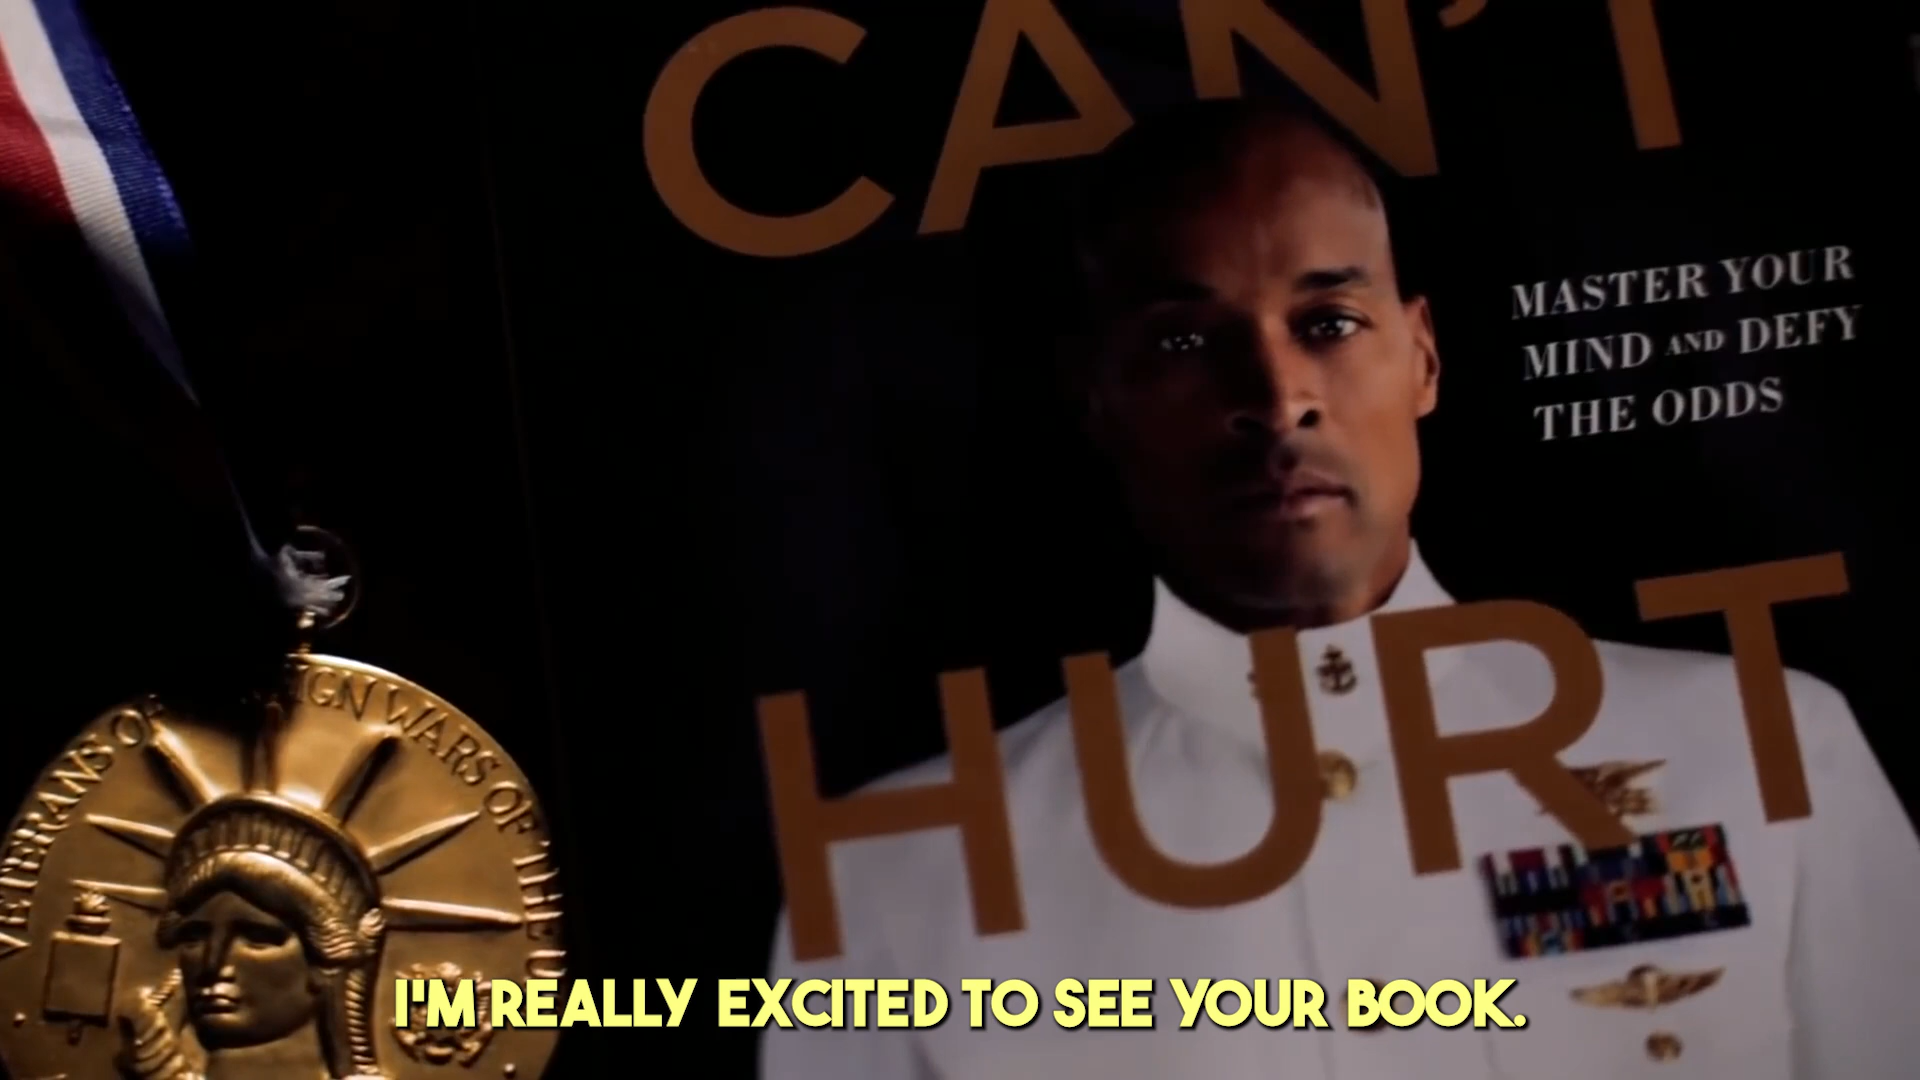 CAN'T
MASTER YOUR
MIND AND DEFY
THE ODDS
HURT
VETERANS OF FOREIGN WARS OF THE U
I'M REALLY EXCITED TO SEE YOUR BOOK.